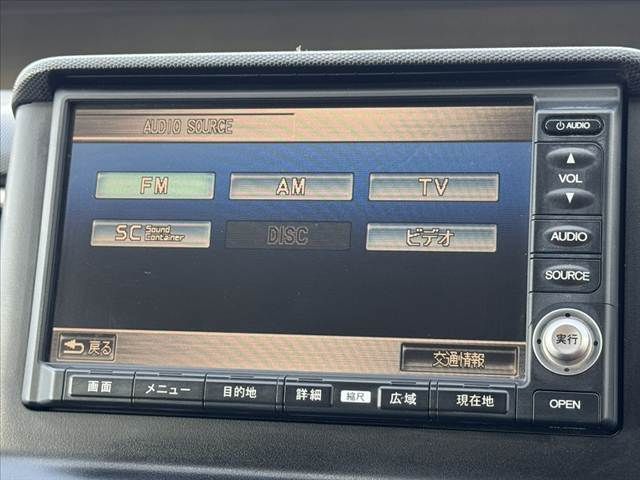 AUDIO SOURCE
FM AM TV
SC Sound Container DISC ビデオ
戻る 交通情報
AUDIO
VOL
AUDIO
SOURCE
実行
OPEN
画面 メニュー 目的地 詳細 縮尺 広域 現在地